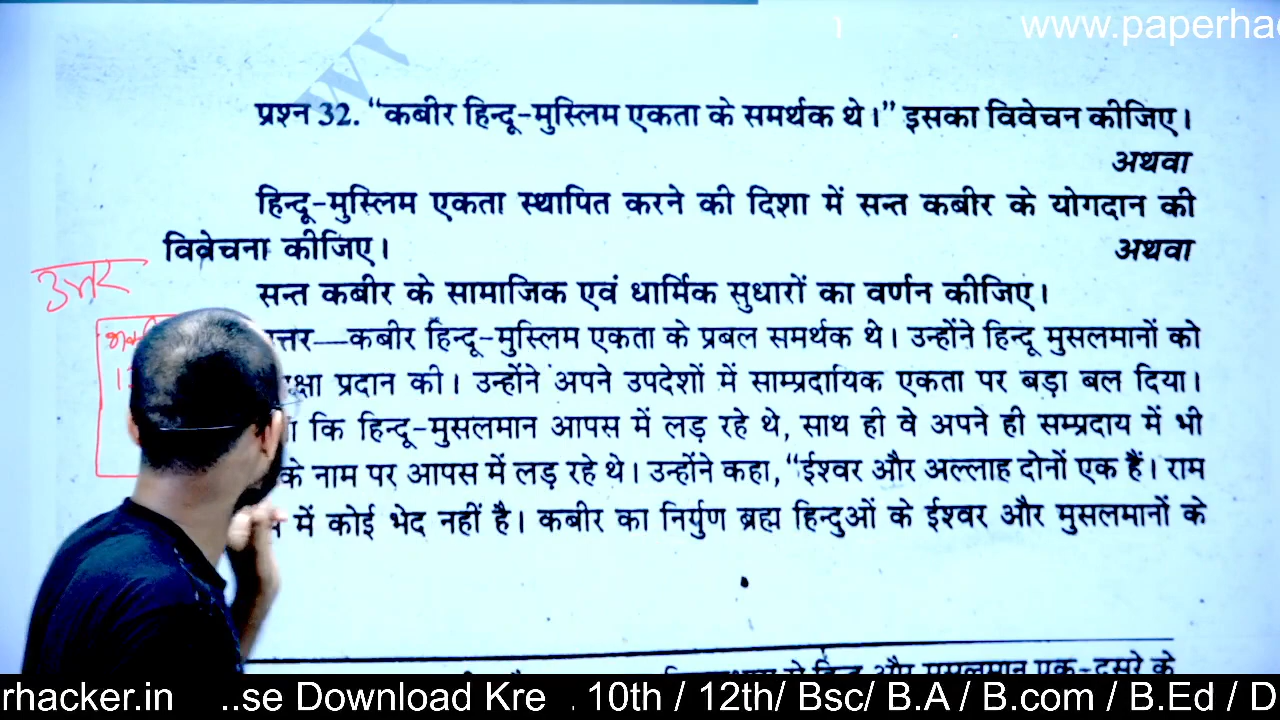 www.paperha
प्रश्न 32. “कबीर हिन्दू-मुस्लिम एकता के समर्थक थे।” इसका विवेचन कीजिए।
अथवा
हिन्दू-मुस्लिम एकता स्थापित करने की दिशा में सन्त कबीर के योगदान की
विवेचना कीजिए।
अथवा
उत्तर
सन्त कबीर के सामाजिक एवं धार्मिक सुधारों का वर्णन कीजिए।
त्तर—कबीर हिन्दू-मुस्लिम एकता के प्रबल समर्थक थे। उन्होंने हिन्दू मुसलमानों को
क्षा प्रदान की। उन्होंने अपने उपदेशों में साम्प्रदायिक एकता पर बड़ा बल दिया।
कि हिन्दू-मुसलमान आपस में लड़ रहे थे, साथ ही वे अपने ही सम्प्रदाय में भी
के नाम पर आपस में लड़ रहे थे। उन्होंने कहा, “ईश्वर और अल्लाह दोनों एक हैं। राम
में कोई भेद नहीं है। कबीर का निर्गुण ब्रह्म हिन्दुओं के ईश्वर और मुसलमानों के
rhacker.in ..se Download Kre . 10th / 12th/ Bsc/ B.A / B.com / B.Ed / D